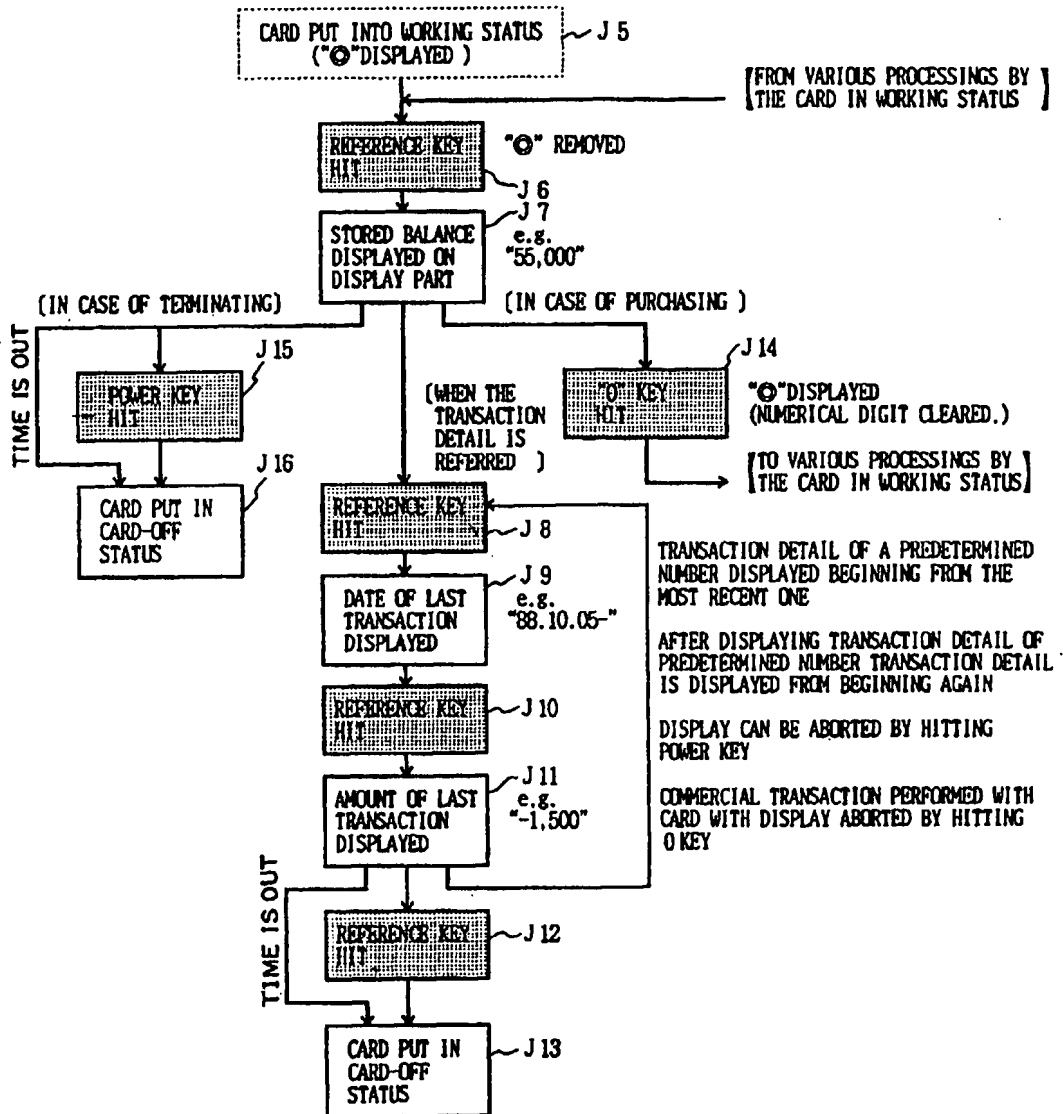 CARD PUT INTO WORKING STATUS
("◎"DISPLAYED )
J 5
[FROM VARIOUS PROCESSINGS BY
THE CARD IN WORKING STATUS ]
REFERENCE KEY
HIT
"◎" REMOVED
J 6
J 7
STORED BALANCE
DISPLAYED ON
DISPLAY PART
e.g.
"55,000"
(IN CASE OF TERMINATING)
(IN CASE OF PURCHASING )
TIME IS OUT
J 15
POWER KEY
HIT
(WHEN THE
TRANSACTION
DETAIL IS
REFERRED )
J 14
"0" KEY
HIT
"◎"DISPLAYED
(NUMERICAL DIGIT CLEARED.)
J 16
CARD PUT IN
CARD-OFF
STATUS
[TO VARIOUS PROCESSINGS BY
THE CARD IN WORKING STATUS]
REFERENCE KEY
HIT
J 8
J 9
DATE OF LAST
TRANSACTION
DISPLAYED
e.g.
"88.10.05-"
REFERENCE KEY
HIT
J 10
J 11
AMOUNT OF LAST
TRANSACTION
DISPLAYED
e.g.
"-1,500"
TRANSACTION DETAIL OF A PREDETERMINED
NUMBER DISPLAYED BEGINNING FROM THE
MOST RECENT ONE
AFTER DISPLAYING TRANSACTION DETAIL OF
PREDETERMINED NUMBER TRANSACTION DETAIL
IS DISPLAYED FROM BEGINNING AGAIN
DISPLAY CAN BE ABORTED BY HITTING
POWER KEY
COMMERCIAL TRANSACTION PERFORMED WITH
CARD WITH DISPLAY ABORTED BY HITTING
0 KEY
TIME IS OUT
REFERENCE KEY
HIT
J 12
CARD PUT IN
CARD-OFF
STATUS
J 13